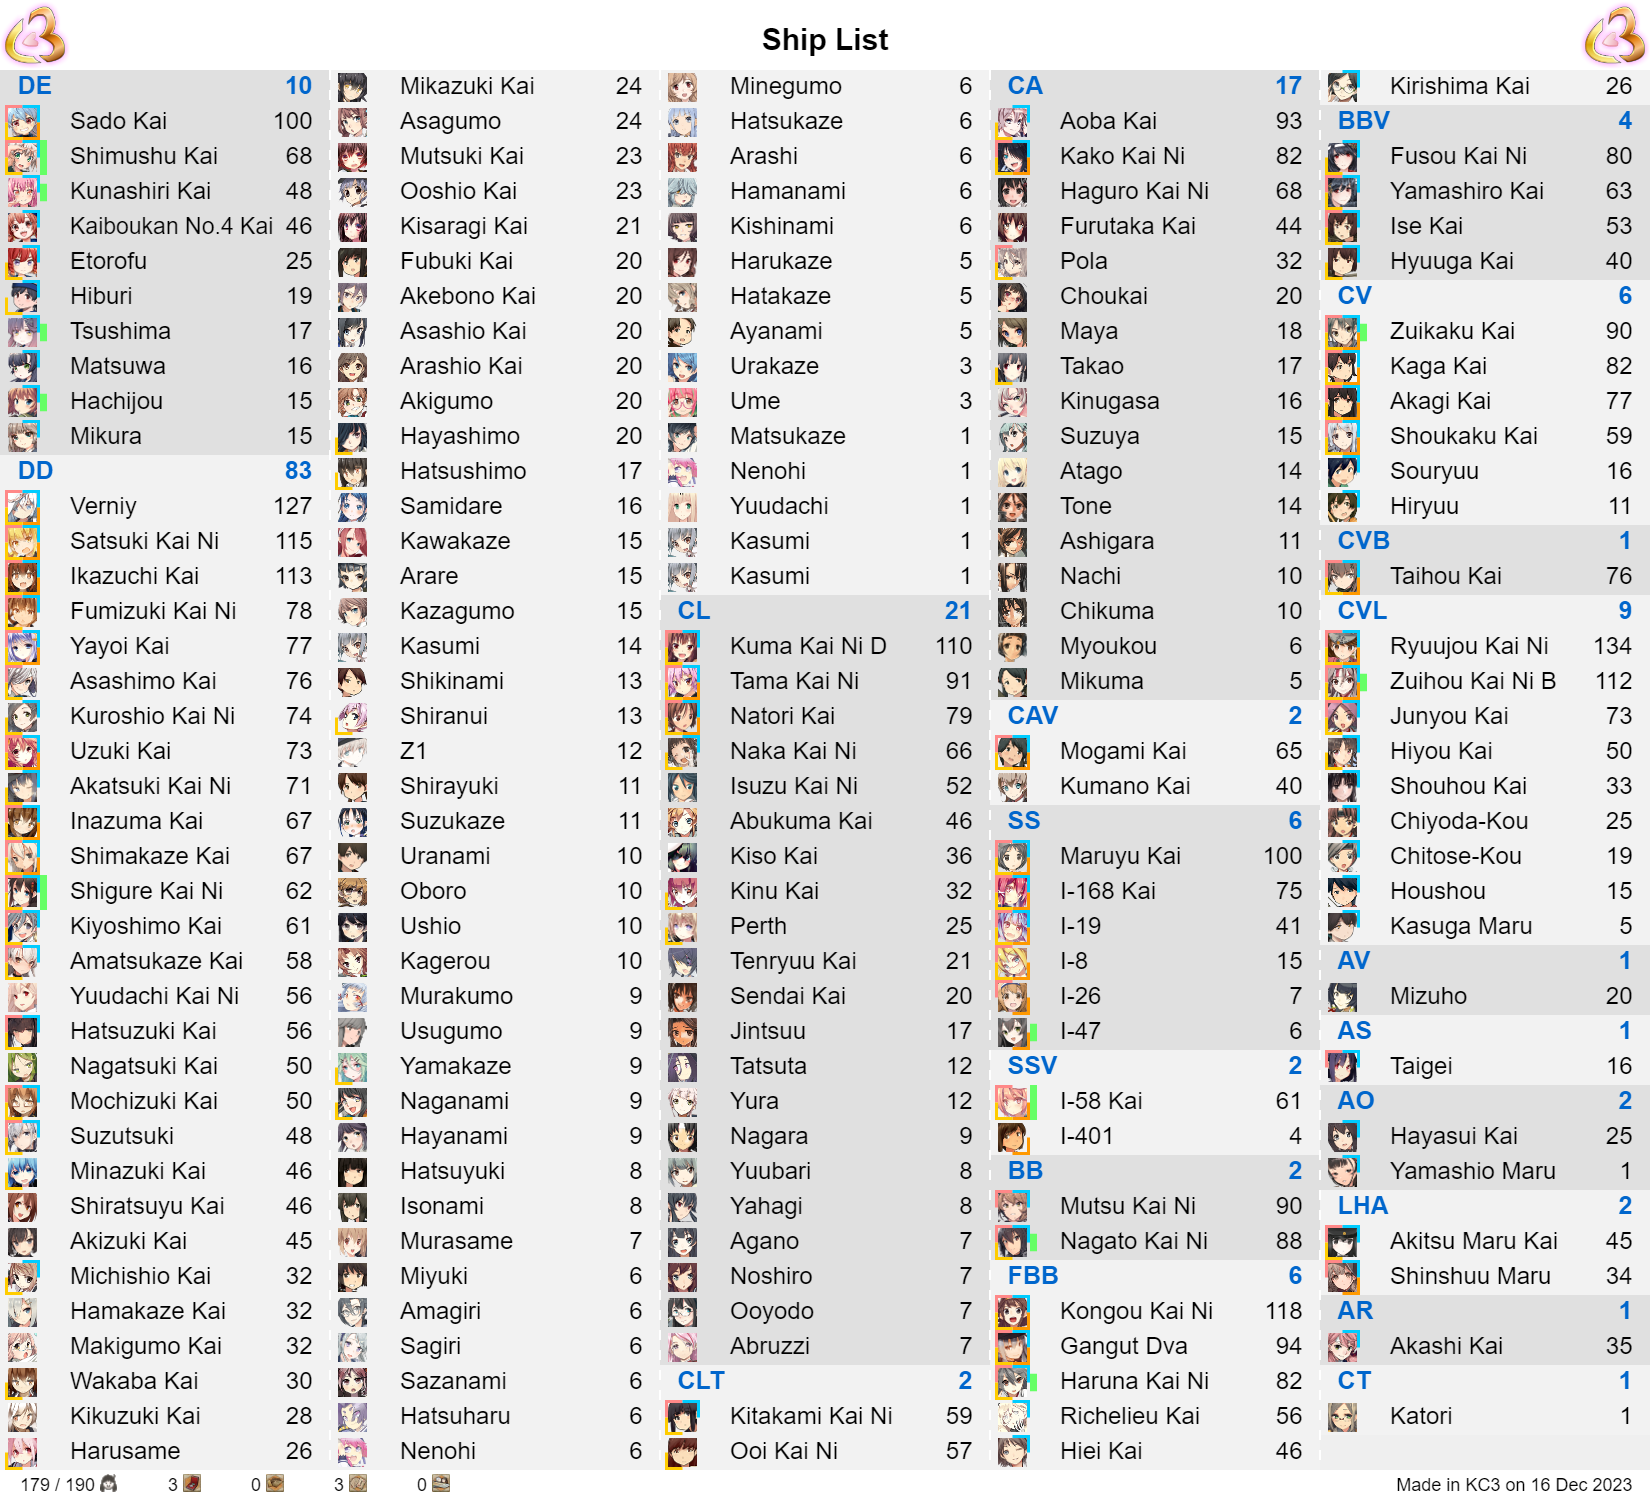 Ship List
DE 10
Sado Kai 100
Shimushu Kai 68
Kunashiri Kai 48
Kaiboukan No.4 Kai 46
Etorofu 25
Hiburi 19
Tsushima 17
Matsuwa 16
Hachijou 15
Mikura 15
DD 83
Verniy 127
Satsuki Kai Ni 115
Ikazuchi Kai 113
Fumizuki Kai Ni 78
Yayoi Kai 77
Asashimo Kai 76
Kuroshio Kai Ni 74
Uzuki Kai 73
Akatsuki Kai Ni 71
Inazuma Kai 67
Shimakaze Kai 67
Shigure Kai Ni 62
Kiyoshimo Kai 61
Amatsukaze Kai 58
Yuudachi Kai Ni 56
Hatsuzuki Kai 56
Nagatsuki Kai 50
Mochizuki Kai 50
Suzutsuki 48
Minazuki Kai 46
Shiratsuyu Kai 46
Akizuki Kai 45
Michishio Kai 32
Hamakaze Kai 32
Makigumo Kai 32
Wakaba Kai 30
Kikuzuki Kai 28
Harusame 26
Mikazuki Kai 24
Asagumo 24
Mutsuki Kai 23
Ooshio Kai 23
Kisaragi Kai 21
Fubuki Kai 20
Akebono Kai 20
Asashio Kai 20
Arashio Kai 20
Akigumo 20
Hayashimo 20
Hatsushimo 17
Samidare 16
Kawakaze 15
Arare 15
Kazagumo 15
Kasumi 14
Shikinami 13
Shiranui 13
Z1 12
Shirayuki 11
Suzukaze 11
Uranami 10
Oboro 10
Ushio 10
Kagerou 10
Murakumo 9
Usugumo 9
Yamakaze 9
Naganami 9
Hayanami 9
Hatsuyuki 8
Isonami 8
Murasame 7
Miyuki 6
Amagiri 6
Sagiri 6
Sazanami 6
Hatsuharu 6
Nenohi 6
Minegumo 6
Hatsukaze 6
Arashi 6
Hamanami 6
Kishinami 6
Harukaze 5
Hatakaze 5
Ayanami 5
Urakaze 3
Ume 3
Matsukaze 1
Nenohi 1
Yuudachi 1
Kasumi 1
Kasumi 1
CL 21
Kuma Kai Ni D 110
Tama Kai Ni 91
Natori Kai 79
Naka Kai Ni 66
Isuzu Kai Ni 52
Abukuma Kai 46
Kiso Kai 36
Kinu Kai 32
Perth 25
Tenryuu Kai 21
Sendai Kai 20
Jintsuu 17
Tatsuta 12
Yura 12
Nagara 9
Yuubari 8
Yahagi 8
Agano 7
Noshiro 7
Ooyodo 7
Abruzzi 7
CLT 2
Kitakami Kai Ni 59
Ooi Kai Ni 57
CA 17
Aoba Kai 93
Kako Kai Ni 82
Haguro Kai Ni 68
Furutaka Kai 44
Pola 32
Choukai 20
Maya 18
Takao 17
Kinugasa 16
Suzuya 15
Atago 14
Tone 14
Ashigara 11
Nachi 10
Chikuma 10
Myoukou 6
Mikuma 5
CAV 2
Mogami Kai 65
Kumano Kai 40
SS 6
Maruyu Kai 100
I-168 Kai 75
I-19 41
I-8 15
I-26 7
I-47 6
SSV 2
I-58 Kai 61
I-401 4
BB 2
Mutsu Kai Ni 90
Nagato Kai Ni 88
FBB 6
Kongou Kai Ni 118
Gangut Dva 94
Haruna Kai Ni 82
Richelieu Kai 56
Hiei Kai 46
Kirishima Kai 26
BBV 4
Fusou Kai Ni 80
Yamashiro Kai 63
Ise Kai 53
Hyuuga Kai 40
CV 6
Zuikaku Kai 90
Kaga Kai 82
Akagi Kai 77
Shoukaku Kai 59
Souryuu 16
Hiryuu 11
CVB 1
Taihou Kai 76
CVL 9
Ryuujou Kai Ni 134
Zuihou Kai Ni B 112
Junyou Kai 73
Hiyou Kai 50
Shouhou Kai 33
Chiyoda-Kou 25
Chitose-Kou 19
Houshou 15
Kasuga Maru 5
AV 1
Mizuho 20
AS 1
Taigei 16
AO 2
Hayasui Kai 25
Yamashio Maru 1
LHA 2
Akitsu Maru Kai 45
Shinshuu Maru 34
AR 1
Akashi Kai 35
CT 1
Katori 1
179 / 190 3 0 3 0
Made in KC3 on 16 Dec 2023